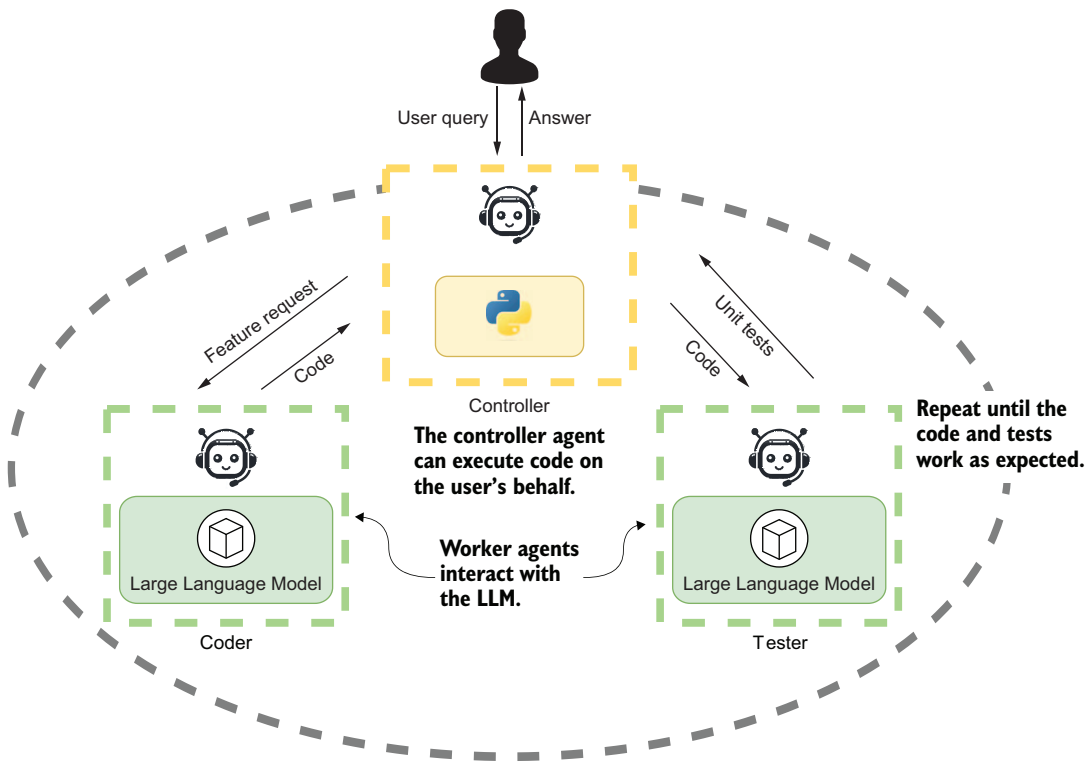 User query
Answer
Feature request
Code
Unit tests
Code
Controller
The controller agent
can execute code on
the user's behalf.
Repeat until the
code and tests
work as expected.
Worker agents
interact with
the LLM.
Large Language Model
Large Language Model
Coder
Tester